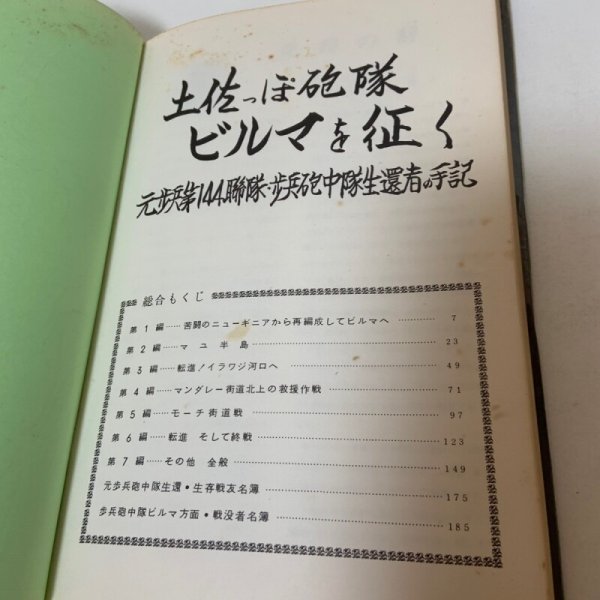 土佐っぽ砲隊
ビルマを征く
元歩兵第144聯隊・歩兵砲中隊生還者の手記
総合もくじ
第1編……苦闘のニューギニアから再編成してビルマへ……7
第2編……マユ半島……23
第3編……転進!イラワジ河口へ……49
第4編……マンダレー街道北上の救援作戦……71
第5編……モーチ街道戦……97
第6編……転進 そして終戦……123
第7編……その他 全般……149
元歩兵砲中隊生還・生存戦友名簿……175
歩兵砲中隊ビルマ方面・戦没者名簿……185